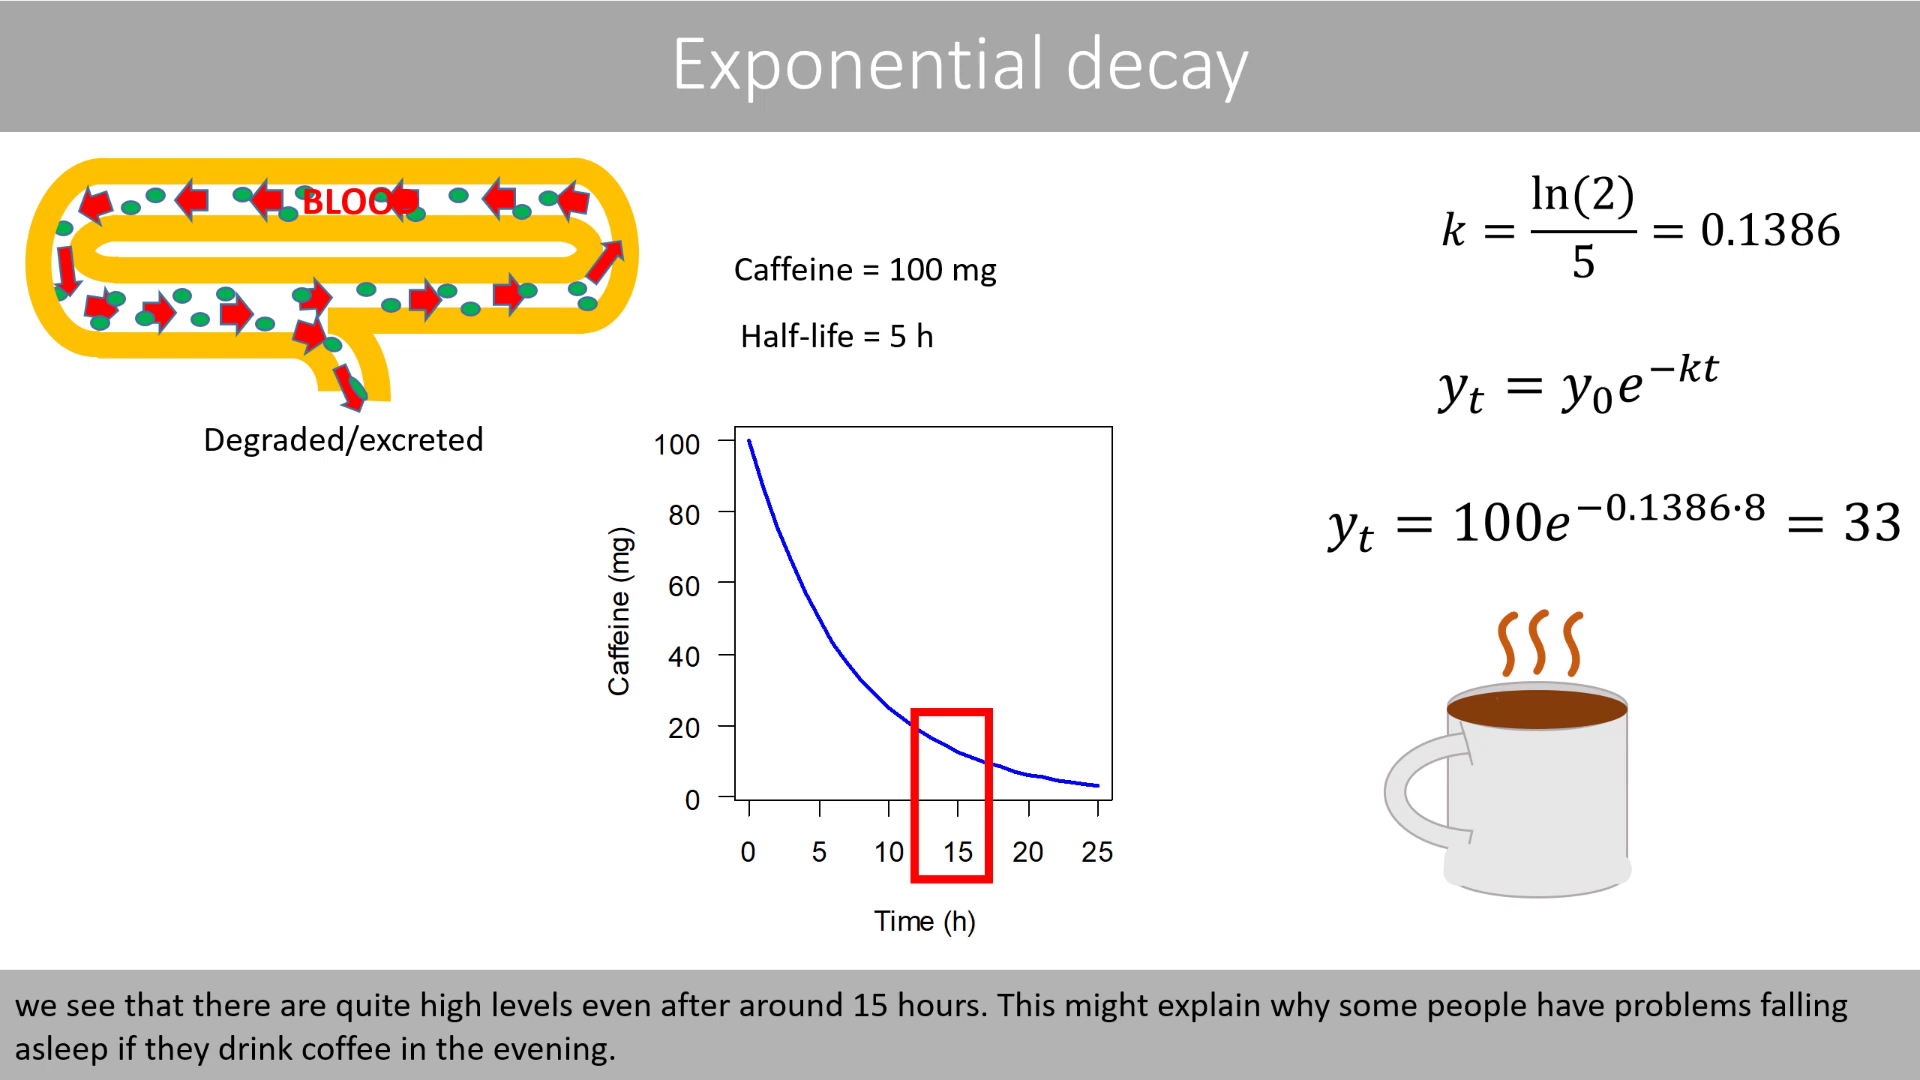 Exponential decay
BLOOD
Degraded/excreted
Caffeine = 100 mg
Half-life = 5 h
100
80
60
40
20
0
Caffeine (mg)
0 5 10 15 20 25
Time (h)
k = ln(2)/5 = 0.1386
yₜ = y₀e^(−kt)
yₜ = 100e^(−0.1386·8) = 33
we see that there are quite high levels even after around 15 hours. This might explain why some people have problems falling
asleep if they drink coffee in the evening.